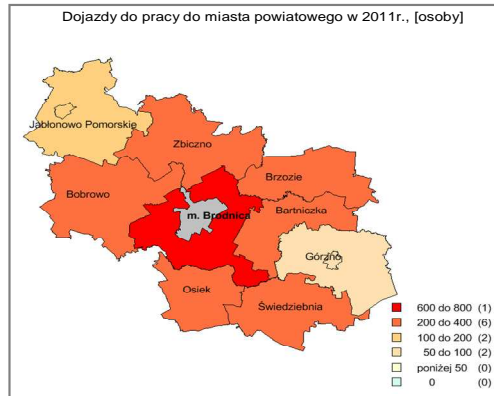 Dojazdy do pracy do miasta powiatowego w 2011r., [osoby]
Jabłonowo Pomorskie
Zbiczno
Brzozie
Bobrowo
Bartniczka
m. Brodnica
Górzno
Osiek
Świedziebnia
600 do 800 (1)
200 do 400 (6)
100 do 200 (2)
50 do 100 (2)
poniżej 50 (0)
0 (0)